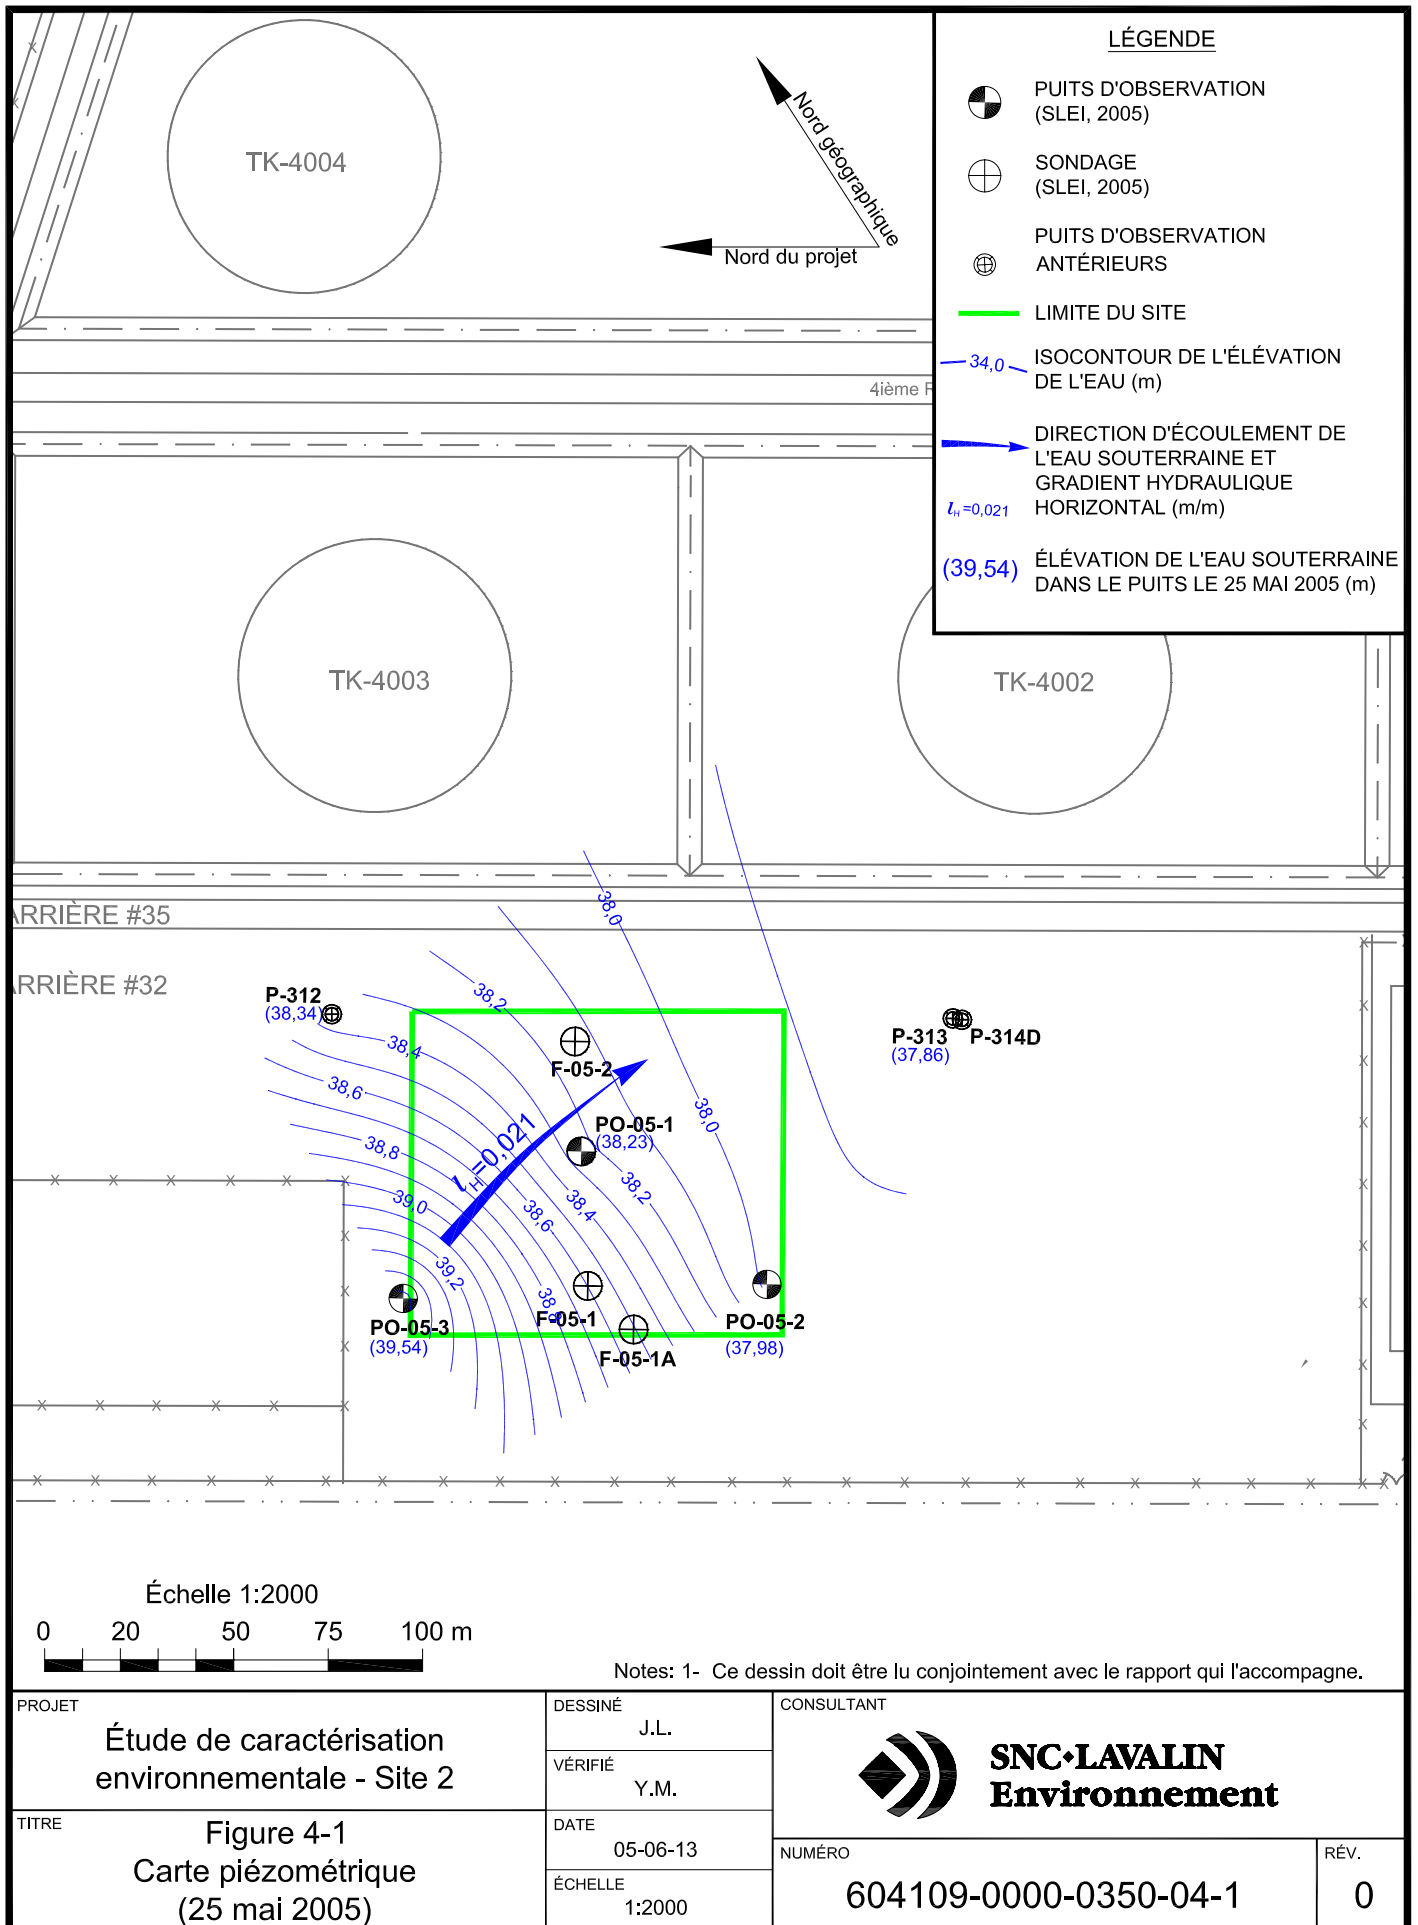 LÉGENDE
PUITS D'OBSERVATION
(SLEI, 2005)
SONDAGE
(SLEI, 2005)
PUITS D'OBSERVATION
ANTÉRIEURS
LIMITE DU SITE
34,0
ISOCONTOUR DE L'ÉLÉVATION
DE L'EAU (m)
DIRECTION D'ÉCOULEMENT DE
L'EAU SOUTERRAINE ET
GRADIENT HYDRAULIQUE
HORIZONTAL (m/m)
lH=0,021
(39,54)
ÉLÉVATION DE L'EAU SOUTERRAINE
DANS LE PUITS LE 25 MAI 2005 (m)
TK-4004
Nord géographique
Nord du projet
4ième
TK-4003
TK-4002
ARRIÈRE #35
ARRIÈRE #32
38,0
38,2
P-312
(38,34)
38,4
F-05-2
P-313
P-314D
(37,86)
38,6
38,0
PO-05-1
(38,23)
lH=0,021
38,8
38,2
39,0
38,4
38,6
39,2
38,8
F-05-1
PO-05-3
(39,54)
PO-05-2
(37,98)
F-05-1A
Échelle 1:2000
0 20 50 75 100 m
Notes: 1- Ce dessin doit être lu conjointement avec le rapport qui l'accompagne.
PROJET
Étude de caractérisation
environnementale - Site 2
TITRE
Figure 4-1
Carte piézométrique
(25 mai 2005)
DESSINÉ
J.L.
VÉRIFIÉ
Y.M.
DATE
05-06-13
ÉCHELLE
1:2000
CONSULTANT
SNC•LAVALIN
Environnement
NUMÉRO
604109-0000-0350-04-1
RÉV.
0